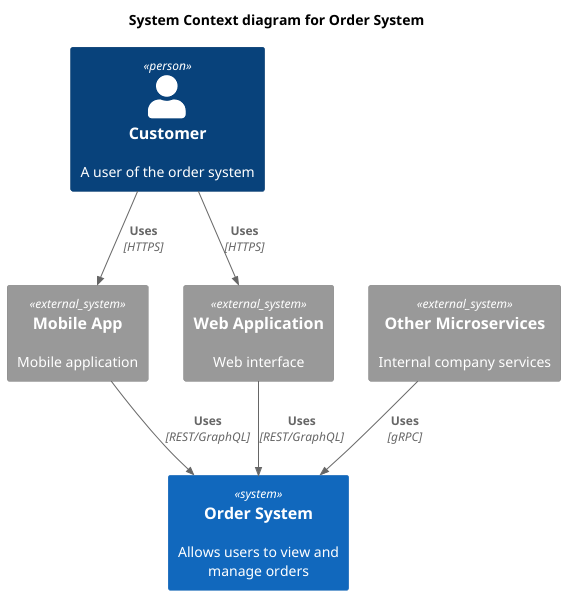 System Context diagram for Order System
«person»
Customer
A user of the order system
Uses
[HTTPS]
Uses
[HTTPS]
«external_system»
Mobile App
Mobile application
«external_system»
Web Application
Web interface
«external_system»
Other Microservices
Internal company services
Uses
[REST/GraphQL]
Uses
[REST/GraphQL]
Uses
[gRPC]
«system»
Order System
Allows users to view and
manage orders